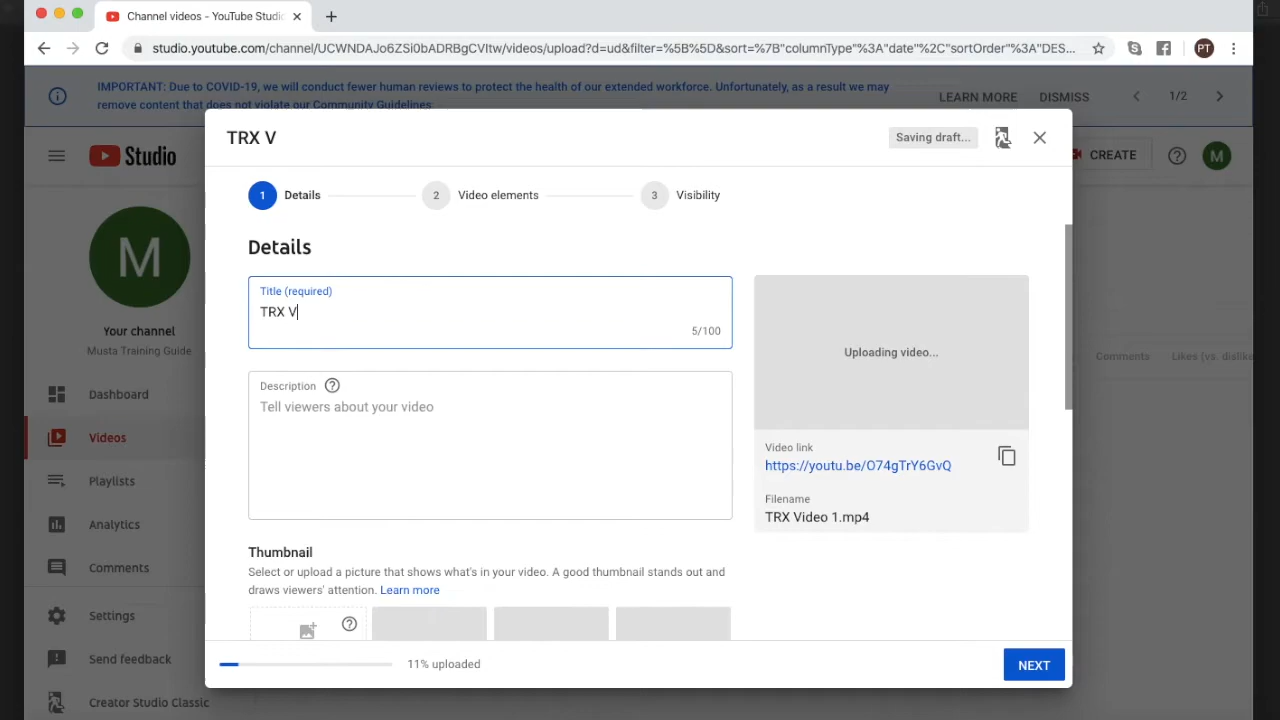 Channel videos - YouTube Studio
studio.youtube.com/channel/UCWNDAJo6ZSi0bADRBgCVItw/videos/upload?d=ud&filter=%5B%5D&sort=%7B"columnType"%3A"date"%2C"sortOrder"%3A"DES...
PT
IMPORTANT: Due to COVID-19, we will conduct fewer human reviews to protect the health of our extended workforce. Unfortunately, as a result we may
remove content that does not violate our Community Guidelines
LEARN MORE
DISMISS
1/2
Studio
CREATE
M
M
Your channel
Musta Training Guide
Dashboard
Videos
Playlists
Analytics
Comments
Settings
Send feedback
Creator Studio Classic
Comments
Likes (vs. dislike
TRX V
Saving draft...
1
Details
2
Video elements
3
Visibility
Details
Title (required)
TRX V
5/100
Description
Tell viewers about your video
Thumbnail
Select or upload a picture that shows what's in your video. A good thumbnail stands out and
draws viewers' attention. Learn more
Uploading video...
Video link
https://youtu.be/O74gTrY6GvQ
Filename
TRX Video 1.mp4
11% uploaded
NEXT